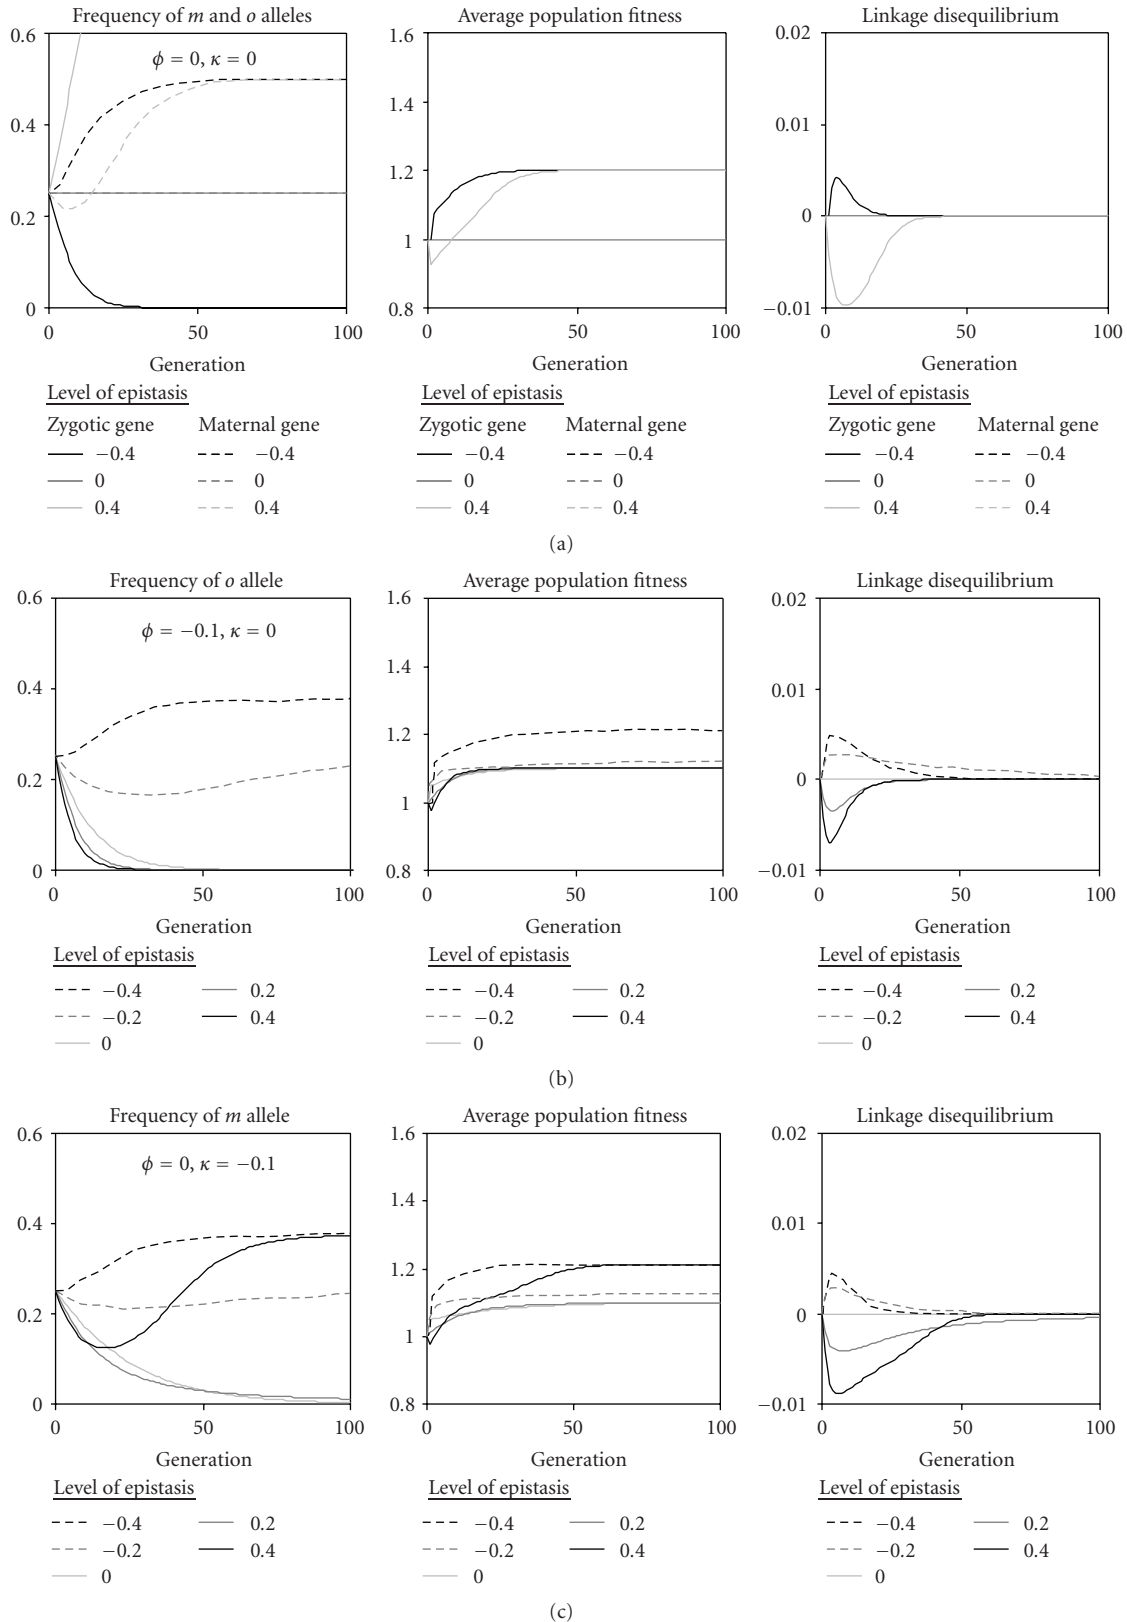 Frequency of m and o alleles
Average population fitness
Linkage disequilibrium
0.6
ϕ = 0, κ = 0
0.4
0.2
0
0 50 100
Generation
1.6
1.4
1.2
1
0.8
0 50 100
Generation
0.02
0.01
0
−0.01
0 50 100
Generation
Level of epistasis
Zygotic gene Maternal gene
−0.4 −0.4
0 0
0.4 0.4
Level of epistasis
Zygotic gene Maternal gene
−0.4 −0.4
0 0
0.4 0.4
Level of epistasis
Zygotic gene Maternal gene
−0.4 −0.4
0 0
0.4 0.4
(a)
Frequency of o allele
Average population fitness
Linkage disequilibrium
0.6
ϕ = −0.1, κ = 0
0.4
0.2
0
0 50 100
Generation
1.6
1.4
1.2
1
0.8
0 50 100
Generation
0.02
0.01
0
−0.01
0 50 100
Generation
Level of epistasis
−0.4 0.2
−0.2 0.4
0
Level of epistasis
−0.4 0.2
−0.2 0.4
0
Level of epistasis
−0.4 0.2
−0.2 0.4
0
(b)
Frequency of m allele
Average population fitness
Linkage disequilibrium
0.6
ϕ = 0, κ = −0.1
0.4
0.2
0
0 50 100
Generation
1.6
1.4
1.2
1
0.8
0 50 100
Generation
0.02
0.01
0
−0.01
0 50 100
Generation
Level of epistasis
−0.4 0.2
−0.2 0.4
0
Level of epistasis
−0.4 0.2
−0.2 0.4
0
Level of epistasis
−0.4 0.2
−0.2 0.4
0
(c)